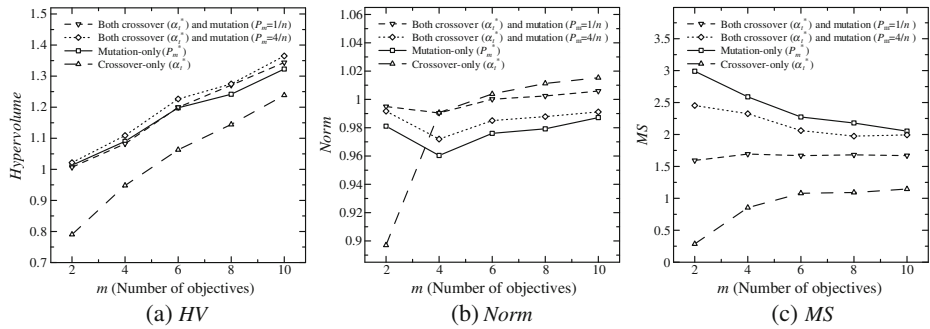 Both crossover (αt*) and mutation (Pm=1/n)
Both crossover (αt*) and mutation (Pm=4/n)
Mutation-only (Pm*)
Crossover-only (αt*)
1.5
1.4
1.3
1.2
1.1
1
0.9
0.8
0.7
Hypervolume
2 4 6 8 10
m (Number of objectives)
(a) HV
Both crossover (αt*) and mutation (Pm=1/n)
Both crossover (αt*) and mutation (Pm=4/n)
Mutation-only (Pm*)
Crossover-only (αt*)
1.06
1.04
1.02
1
0.98
0.96
0.94
0.92
0.9
Norm
2 4 6 8 10
m (Number of objectives)
(b) Norm
Both crossover (αt*) and mutation (Pm=1/n)
Both crossover (αt*) and mutation (Pm=4/n)
Mutation-only (Pm*)
Crossover-only (αt*)
3.5
3
2.5
2
1.5
1
0.5
0
MS
2 4 6 8 10
m (Number of objectives)
(c) MS